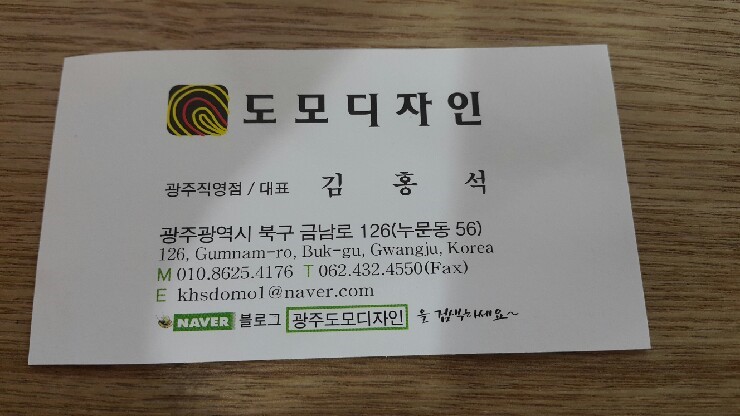 도모디자인
광주직영점 / 대표 김 홍 석
광주광역시 북구 금남로 126(누문동 56)
126, Gumnam-ro, Buk-gu, Gwangju, Korea
M 010.8625.4176 T 062.432.4550(Fax)
E khsdomo1@naver.com
NAVER 블로그 광주도모디자인 을 검색하세요~